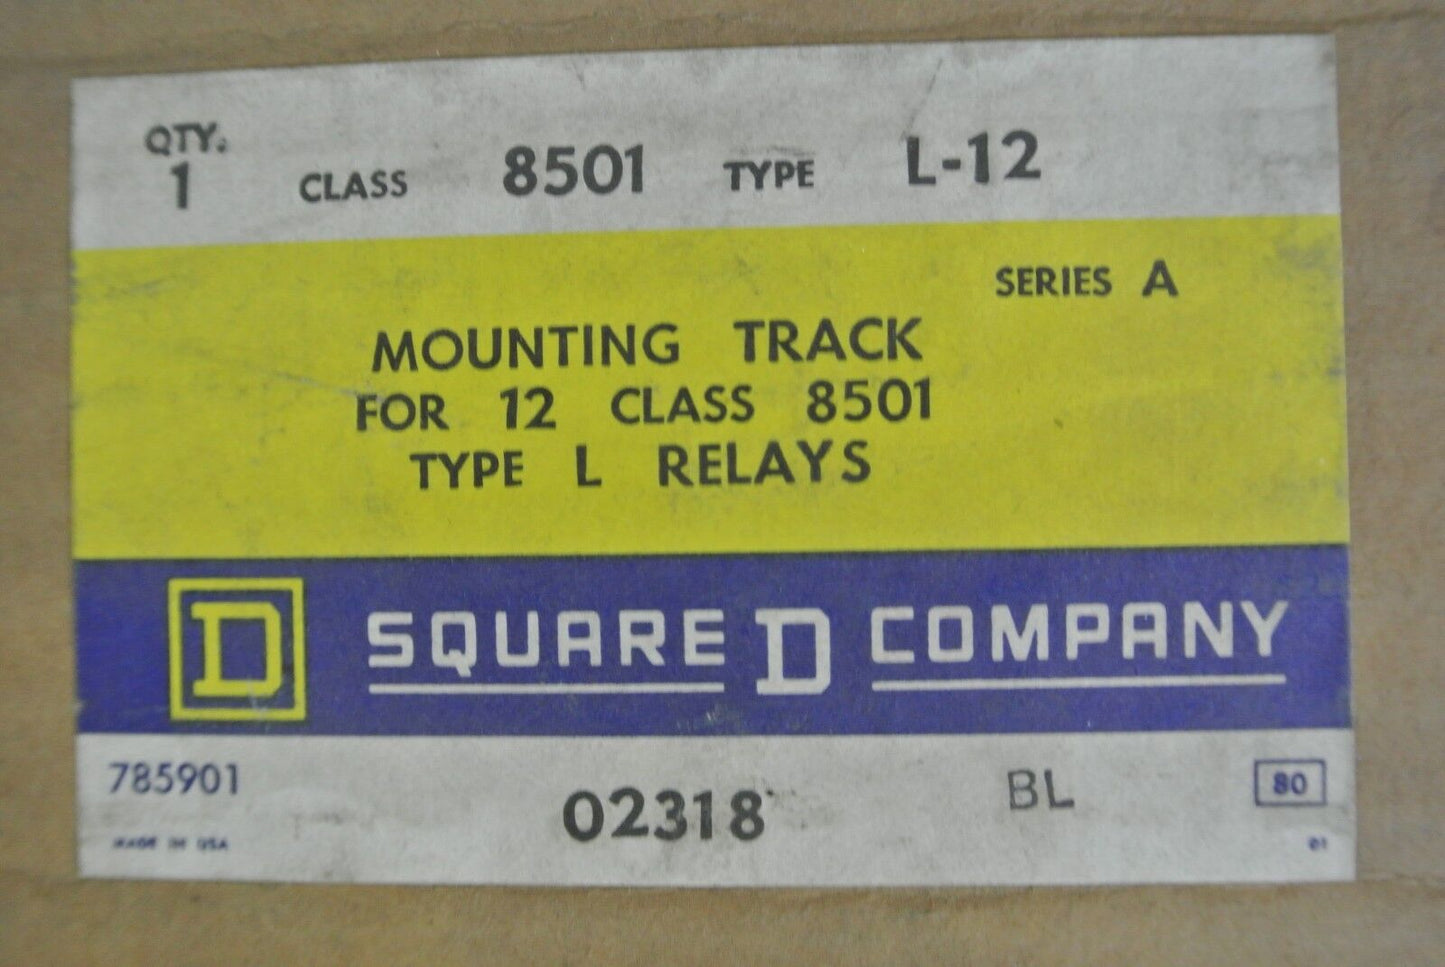 QTY.
1 CLASS 8501 TYPE L-12
SERIES A
MOUNTING TRACK
FOR 12 CLASS 8501
TYPE L RELAYS
D SQUARE D COMPANY
785901 02318 BL 80
MADE IN USA 01